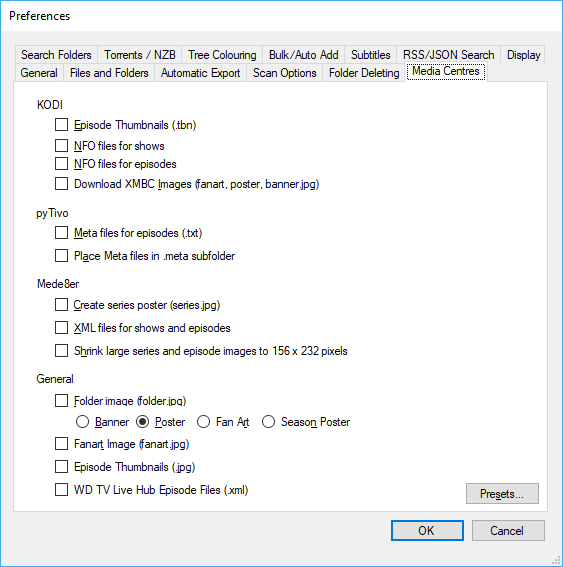 Preferences
Search Folders Torrents / NZB Tree Colouring Bulk/Auto Add Subtitles RSS/JSON Search Display
General Files and Folders Automatic Export Scan Options Folder Deleting Media Centres
KODI
Episode Thumbnails (.tbn)
NFO files for shows
NFO files for episodes
Download XMBC Images (fanart, poster, banner.jpg)
pyTivo
Meta files for episodes (.txt)
Place Meta files in .meta subfolder
Mede8er
Create series poster (series.jpg)
XML files for shows and episodes
Shrink large series and episode images to 156 x 232 pixels
General
Folder image (folder.jpg)
Banner Poster Fan Art Season Poster
Fanart Image (fanart.jpg)
Episode Thumbnails (.jpg)
WD TV Live Hub Episode Files (.xml)
Presets...
OK Cancel